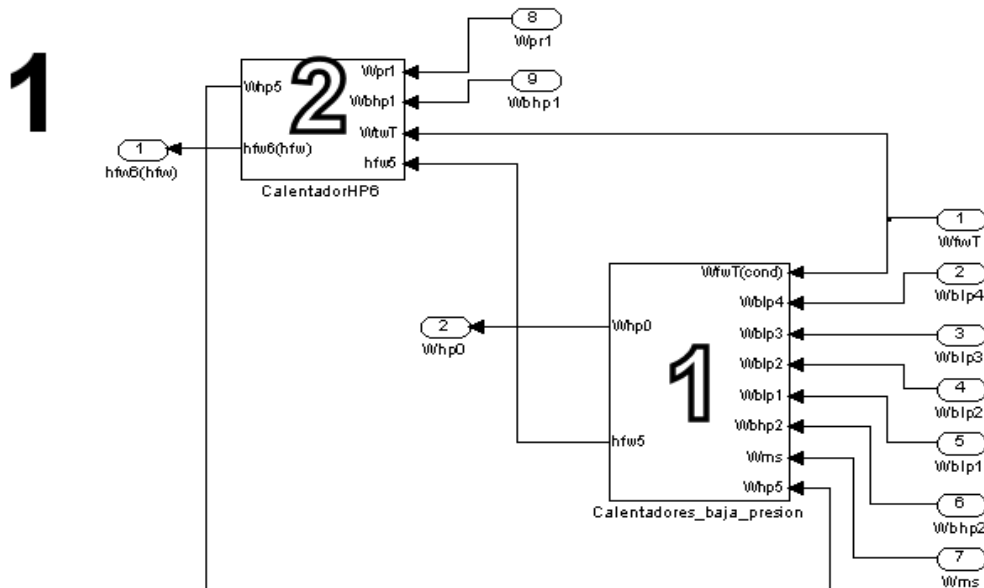 1
8
Wpr1
9
Wbhp1
2
Whp5
hfw6(hfw)
Wpr1
Wbhp1
WfwT
hfw5
CalentadorHP6
1
hfw6(hfw)
1
WfwT
2
Wblp4
3
Wblp3
4
Wblp2
5
Wblp1
6
Wbhp2
7
Wms
1
Whp0
hfw5
WfwT(cond)
Wblp4
Wblp3
Wblp2
Wblp1
Wbhp2
Wms
Whp5
Calentadores_baja_presion
2
Whp0